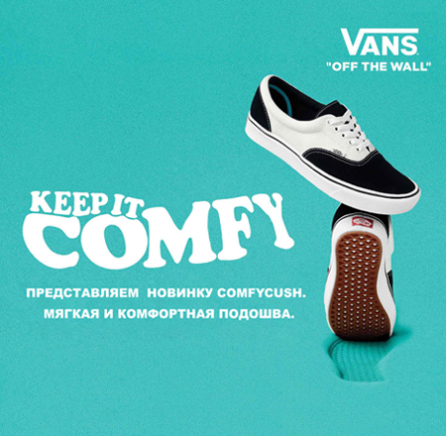 VANS
"OFF THE WALL"
KEEP IT
COMFY
ПРЕДСТАВЛЯЕМ НОВИНКУ COMFYCUSH.
МЯГКАЯ И КОМФОРТНАЯ ПОДОШВА.